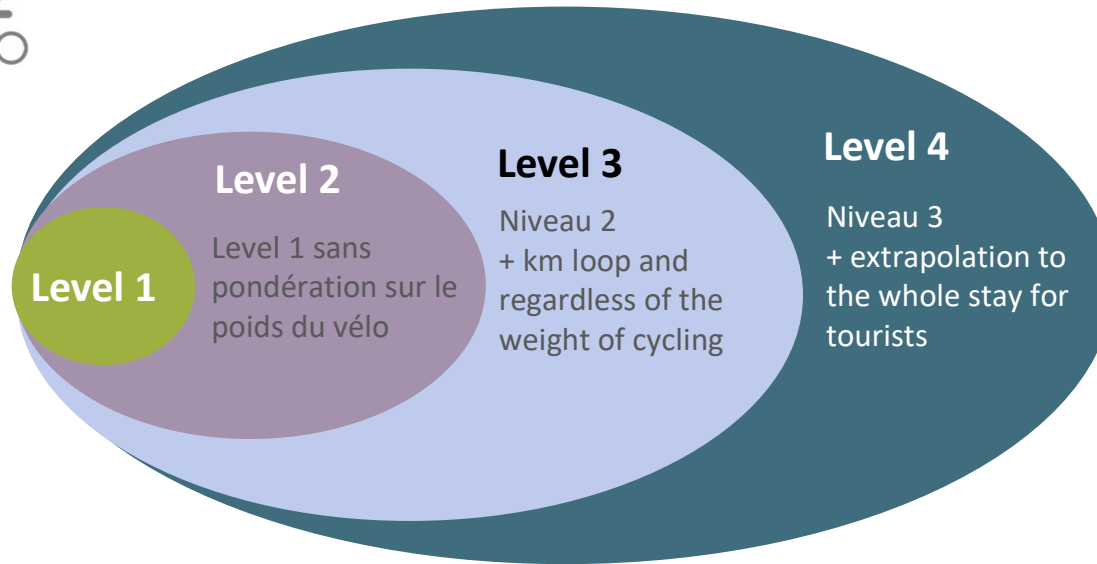 Level 1
Level 2
Level 1 sans
pondération sur le
poids du vélo
Level 3
Niveau 2
+ km loop and
regardless of the
weight of cycling
Level 4
Niveau 3
+ extrapolation to
the whole stay for
tourists